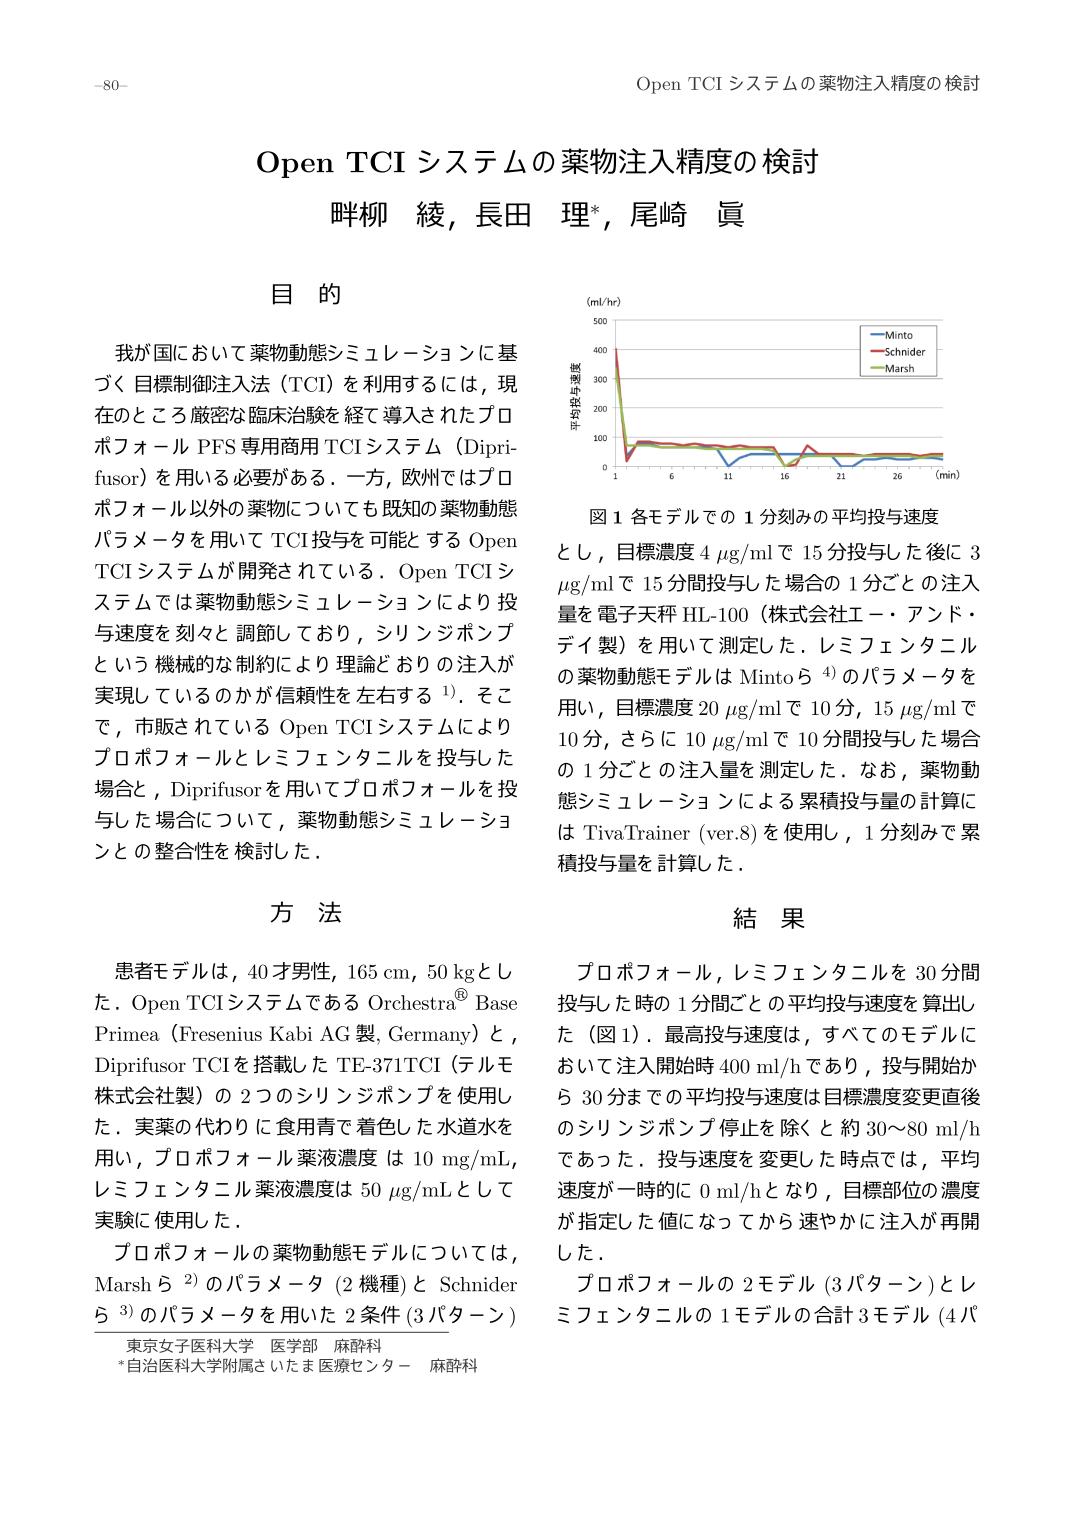 –80–
Open TCI システムの薬物注入精度の検討
Open TCI システムの薬物注入精度の検討
畔柳　綾，長田　理*，尾崎　眞
目　的
我が国において薬物動態シミュレーションに基
づく目標制御注入法（TCI）を利用するには，現
在のところ厳密な臨床治験を経て導入されたプロ
ポフォール PFS 専用商用 TCI システム（Dipri-
fusor）を用いる必要がある．一方，欧州ではプロ
ポフォール以外の薬物についても既知の薬物動態
パラメータを用いて TCI 投与を可能とする Open
TCI システムが開発されている．Open TCI シ
ステムでは薬物動態シミュレーションにより投
与速度を刻々と調節しており，シリンジポンプ
という機械的な制約により理論どおりの注入が
実現しているのかが信頼性を左右する 1)．そこ
で，市販されている Open TCI システムにより
プロポフォールとレミフェンタニルを投与した
場合と，Diprifusor を用いてプロポフォールを投
与した場合について，薬物動態シミュレーショ
ンとの整合性を検討した．
方　法
患者モデルは，40 才男性，165 cm，50 kg とし
た．Open TCI システムである Orchestra® Base
Primea（Fresenius Kabi AG 製, Germany）と，
Diprifusor TCI を搭載した TE-371TCI（テルモ
株式会社製）の 2 つのシリンジポンプを使用し
た．実薬の代わりに食用青で着色した水道水を
用い，プロポフォール薬液濃度 は 10 mg/mL，
レミフェンタニル薬液濃度は 50 μg/mL として
実験に使用した．
プロポフォールの薬物動態モデルについては，
Marsh ら 2) のパラメータ (2 機種) と Schnider
ら 3) のパラメータを用いた 2 条件 (3 パターン)
東京女子医科大学　医学部　麻酔科
*自治医科大学附属さいたま医療センター　麻酔科
(ml/hr)
500
400
300
200
100
0
平均投与速度
Minto
Schnider
Marsh
1 6 11 16 21 26 (min)
図 1 各モデルでの 1 分刻みの平均投与速度
とし，目標濃度 4 μg/ml で 15 分投与した後に 3
μg/ml で 15 分間投与した場合の 1 分ごとの注入
量を電子天秤 HL-100（株式会社エー・アンド・
デイ製）を用いて測定した．レミフェンタニル
の薬物動態モデルは Minto ら 4) のパラメータを
用い，目標濃度 20 μg/ml で 10 分，15 μg/ml で
10 分，さらに 10 μg/ml で 10 分間投与した場合
の 1 分ごとの注入量を測定した．なお，薬物動
態シミュレーションによる累積投与量の計算に
は TivaTrainer (ver.8) を使用し，1 分刻みで累
積投与量を計算した．
結　果
プロポフォール，レミフェンタニルを 30 分間
投与した時の 1 分間ごとの平均投与速度を算出し
た（図 1）．最高投与速度は，すべてのモデルに
おいて注入開始時 400 ml/h であり，投与開始か
ら 30 分までの平均投与速度は目標濃度変更直後
のシリンジポンプ停止を除くと約 30～80 ml/h
であった．投与速度を変更した時点では，平均
速度が一時的に 0 ml/h となり，目標部位の濃度
が指定した値になってから速やかに注入が再開
した．
プロポフォールの 2 モデル (3 パターン) とレ
ミフェンタニルの 1 モデルの合計 3 モデル (4 パ